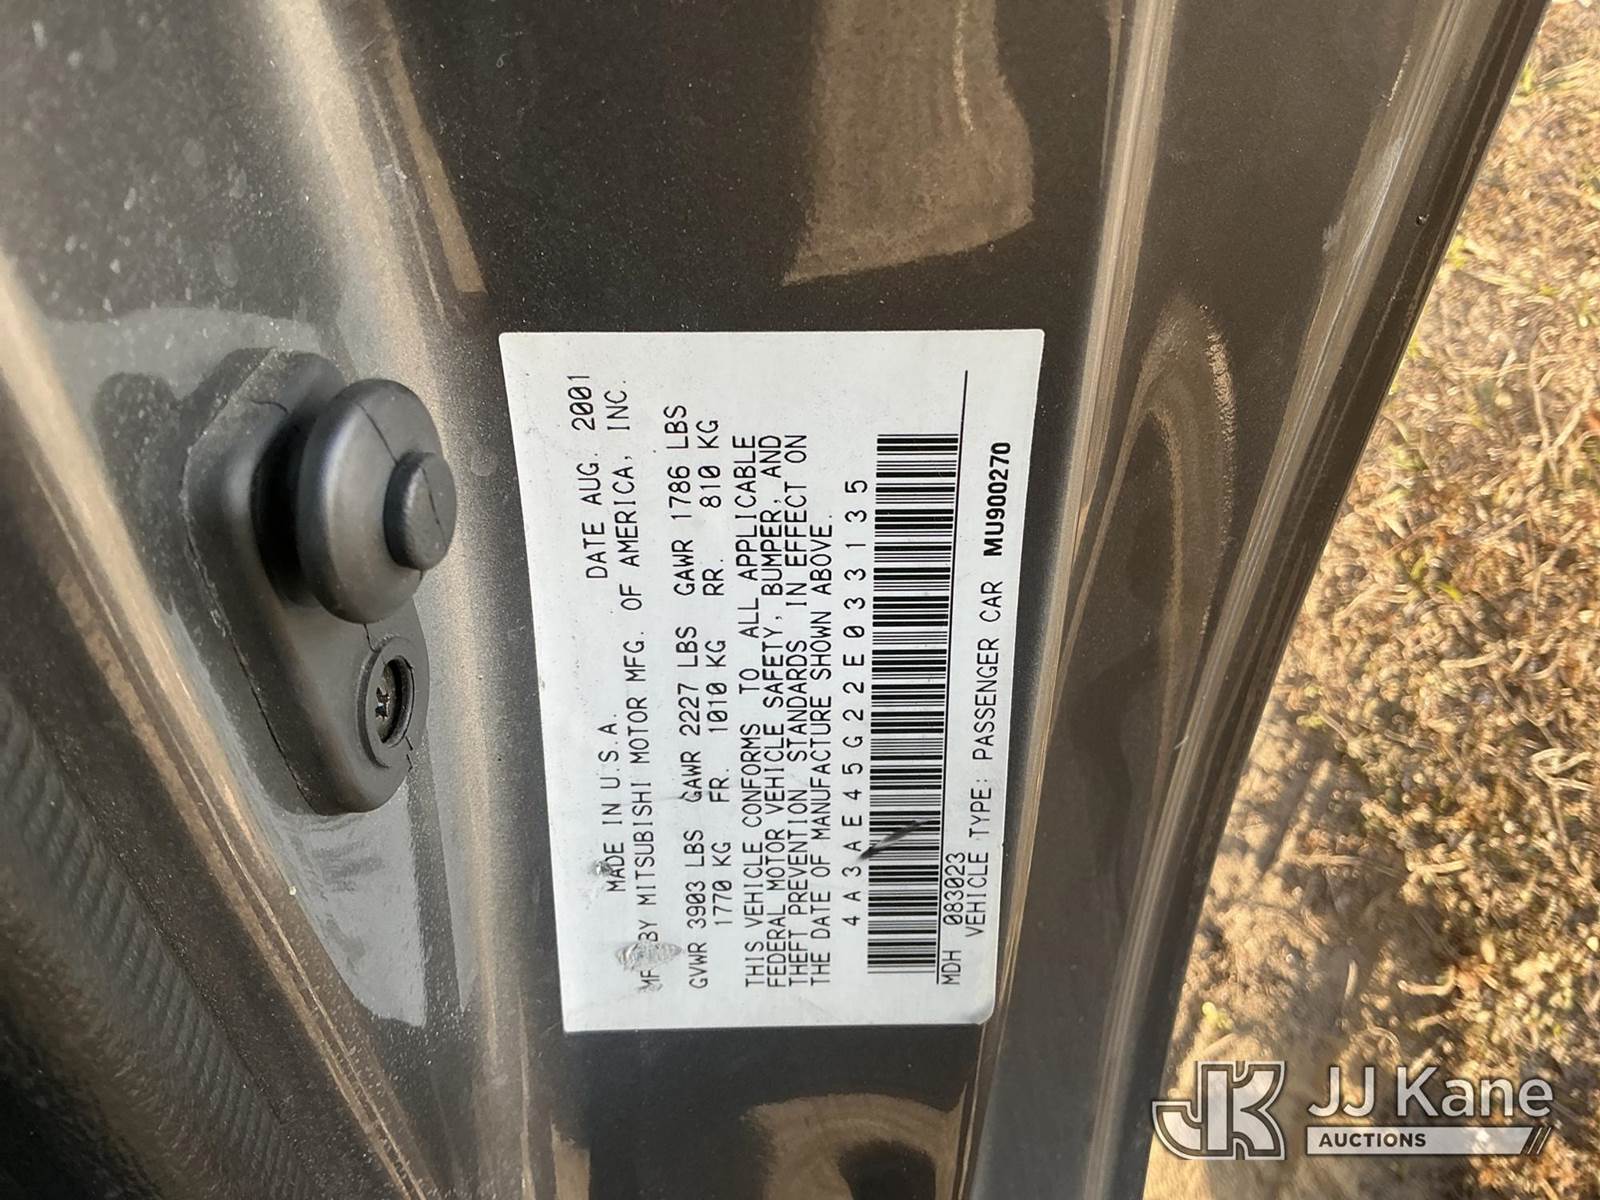 MADE IN U.S.A. DATE AUG. 2001
BY MITSUBISHI MOTOR MFG. OF AMERICA, INC.
GVWR 3903 LBS GAWR 2227 LBS GAWR 1786 LBS
1770 KG FR. 1010 KG RR. 810 KG
THIS VEHICLE CONFORMS TO ALL APPLICABLE
FEDERAL MOTOR VEHICLE SAFETY, BUMPER, AND
THEFT PREVENTION STANDARDS IN EFFECT ON
THE DATE OF MANUFACTURE SHOWN ABOVE.
4A3AE45G22E033135
MDH 083023
VEHICLE TYPE: PASSENGER CAR MU900270
JK JJ Kane
AUCTIONS